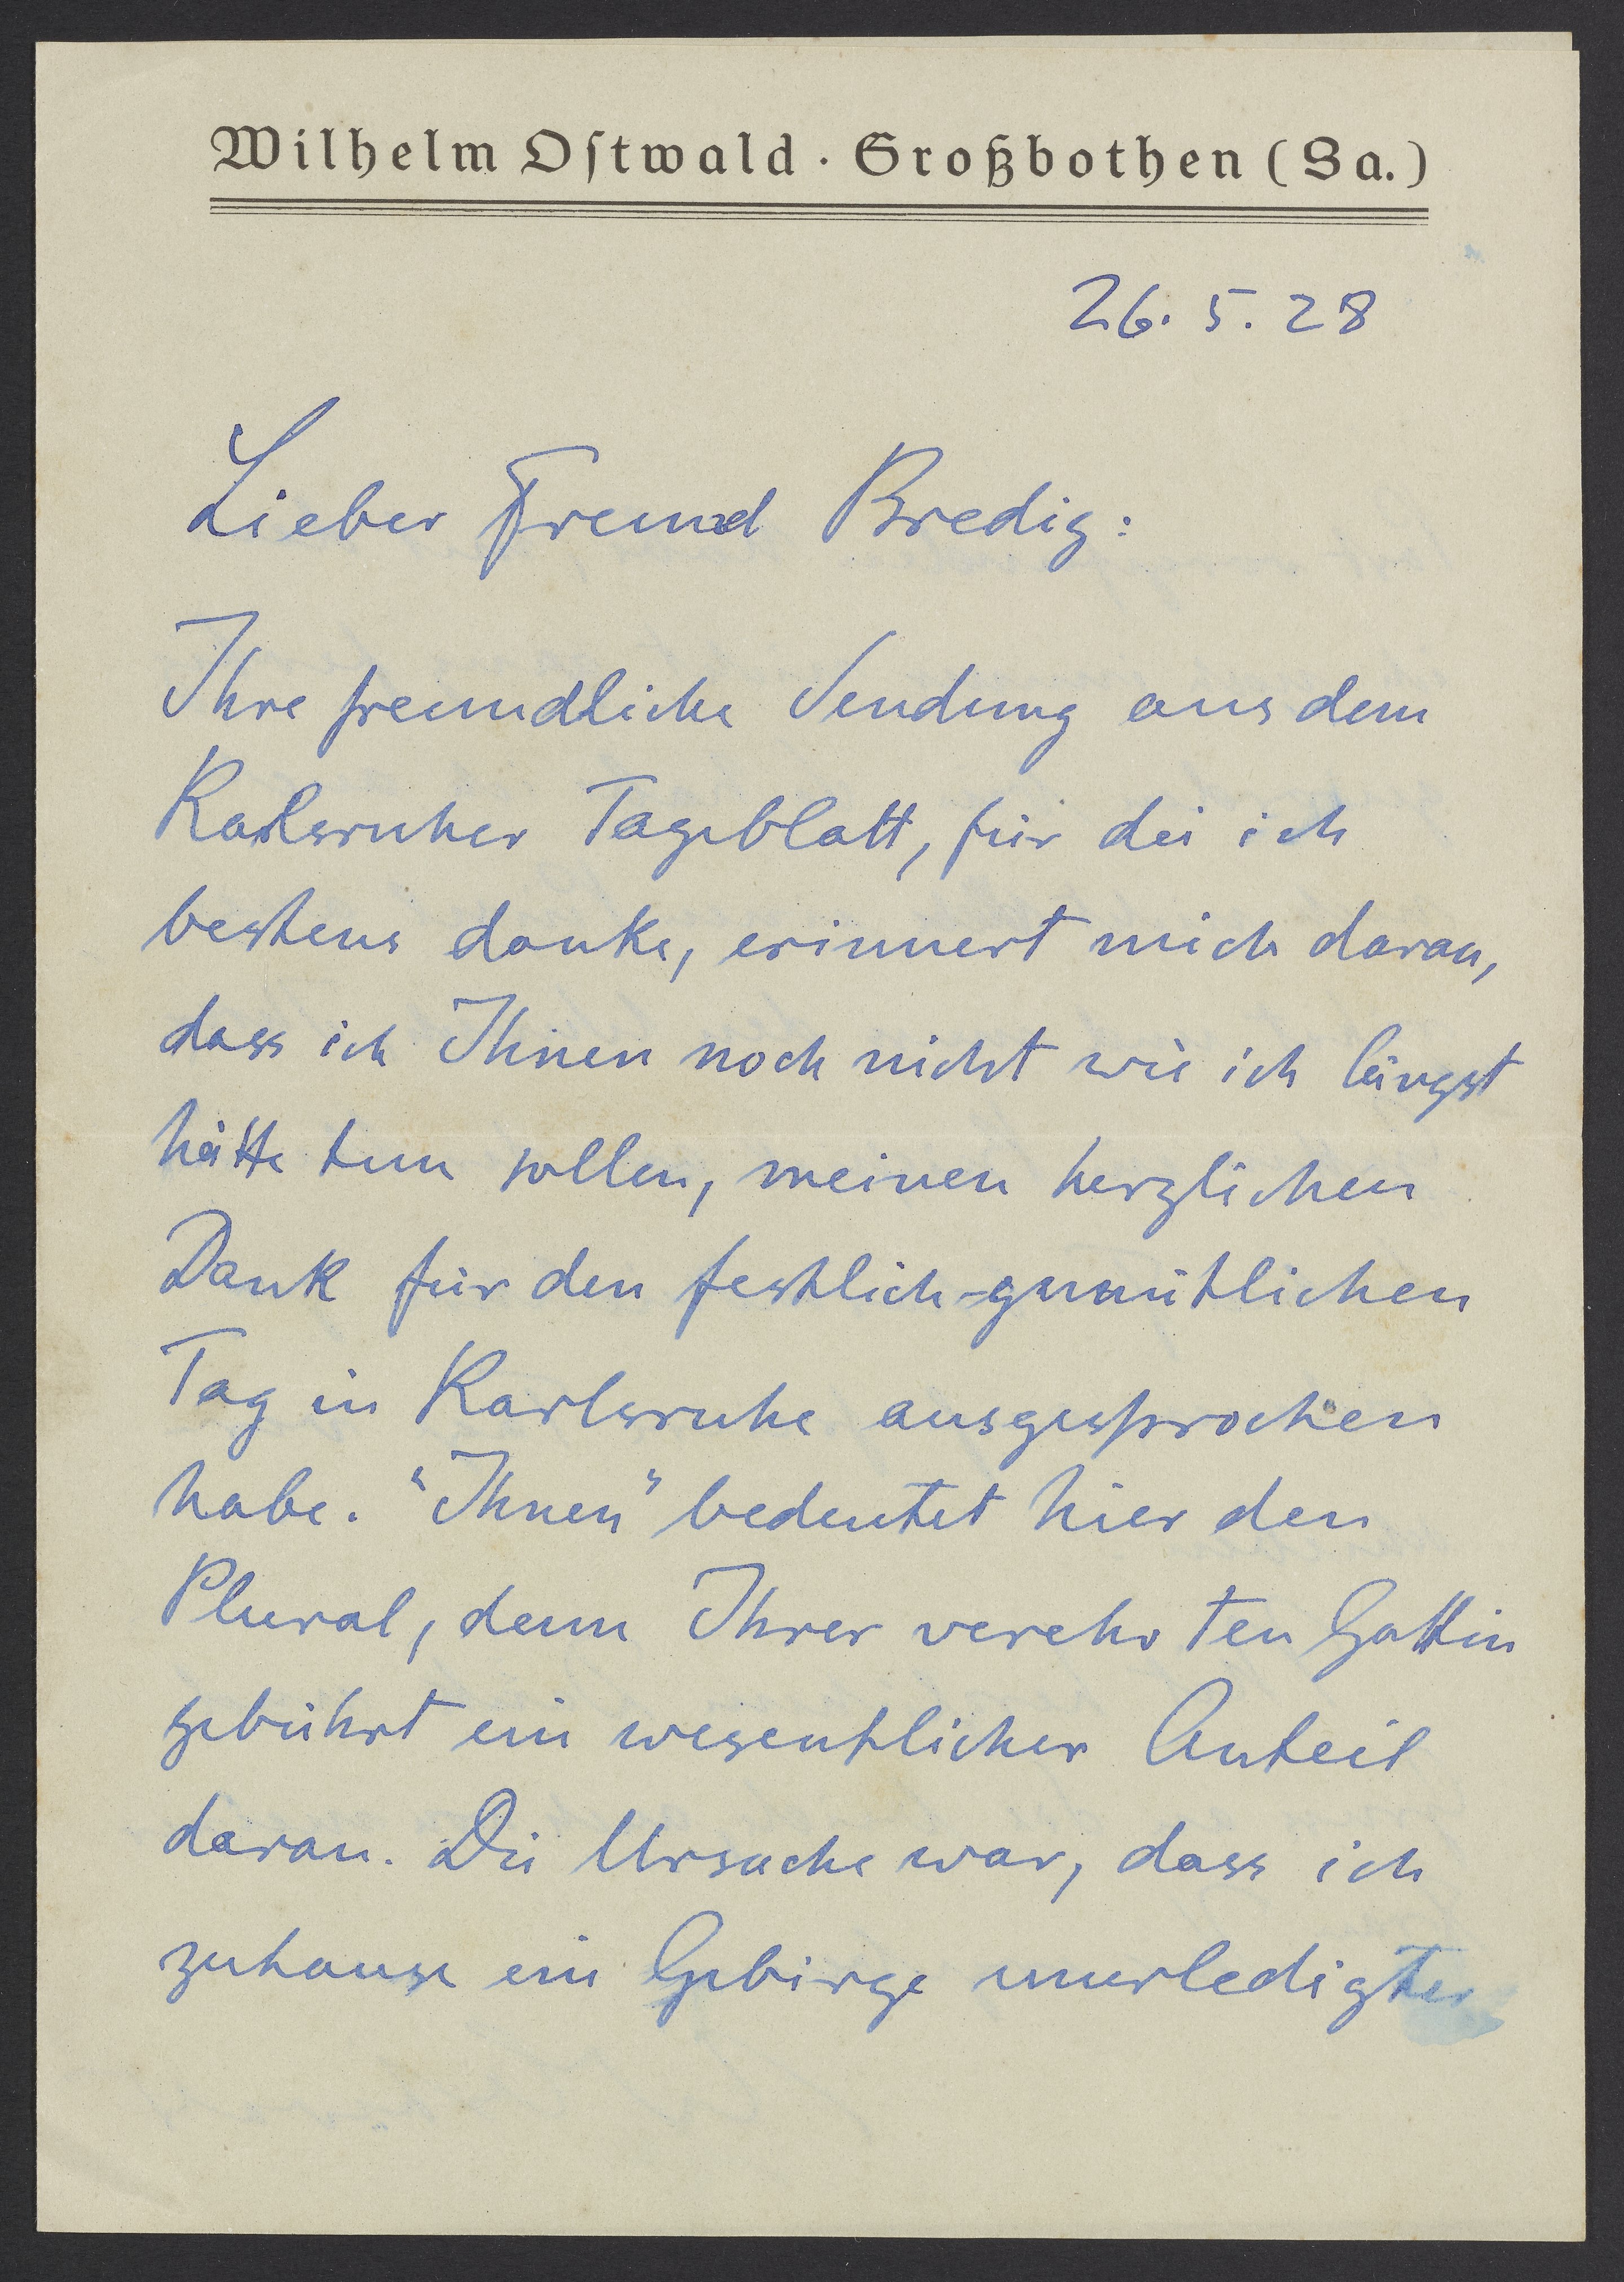 Wilhelm Ostwald · Großbothen (Sa.)
26. 5. 28
Lieber Freund Bredig:
Ihre freundliche Sendung aus dem
Karlsruher Tageblatt, für die ich
bestens danke, erinnert mich daran,
dass ich Ihnen noch nicht wie ich längst
hätte tun sollen, meinen herzlichen
Dank für den festlich-gemütlichen
Tag in Karlsruhe ausgesprochen
habe. "Ihnen" bedeutet hier den
Plural, denn Ihrer verehrten Gattin
gebührt ein wesentlicher Anteil
daran. Die Ursache war, dass ich
zuhause ein Gebirge unerledigter